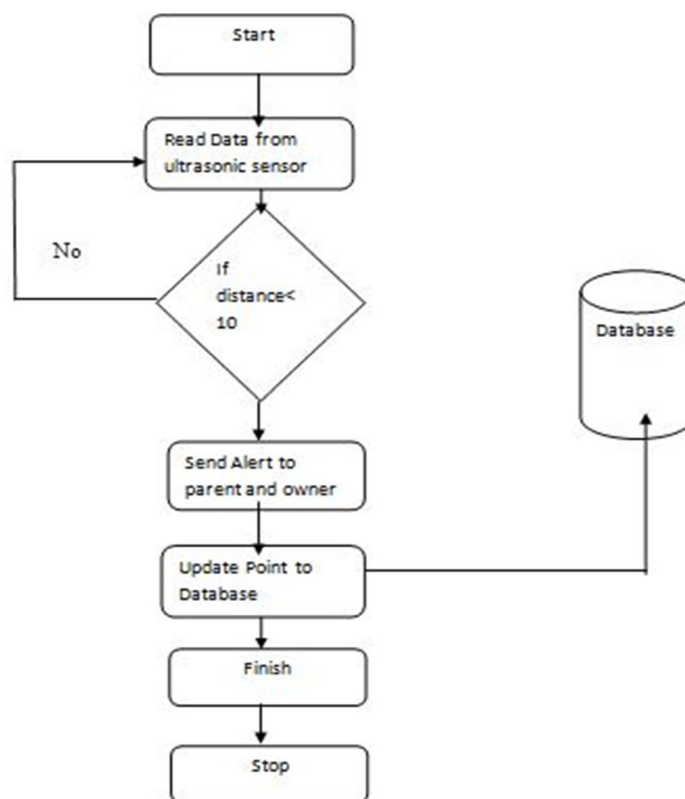 Start
Read Data from
ultrasonic sensor
No
If
distance<
10
Database
Send Alert to
parent and owner
Update Point to
Database
Finish
Stop